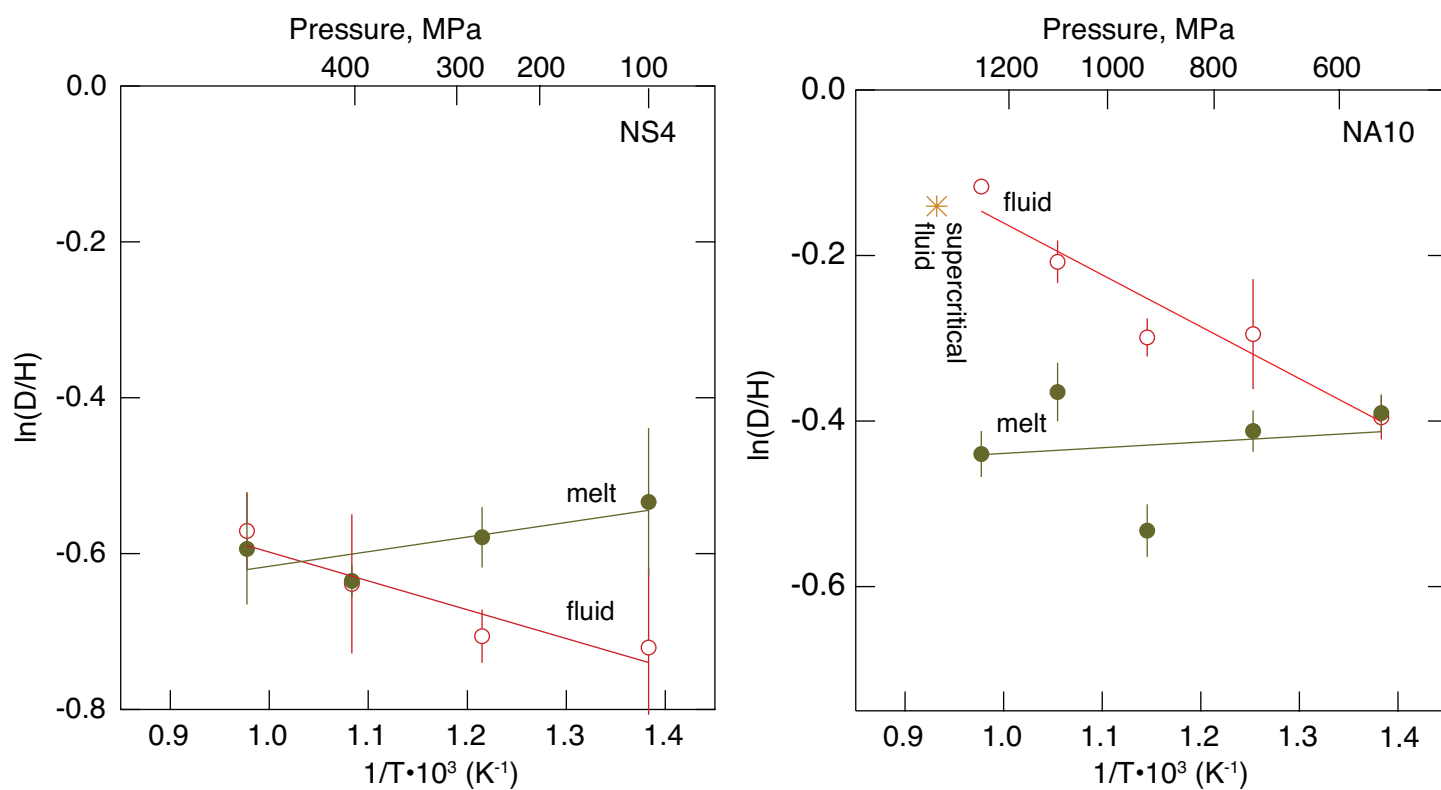 Pressure, MPa
400 300 200 100
0.0
-0.2
-0.4
-0.6
-0.8
ln(D/H)
NS4
melt
fluid
0.9 1.0 1.1 1.2 1.3 1.4
1/T•10³ (K⁻¹)
Pressure, MPa
1200 1000 800 600
0.0
-0.2
-0.4
-0.6
ln(D/H)
NA10
fluid
supercritical
fluid
melt
0.9 1.0 1.1 1.2 1.3 1.4
1/T•10³ (K⁻¹)